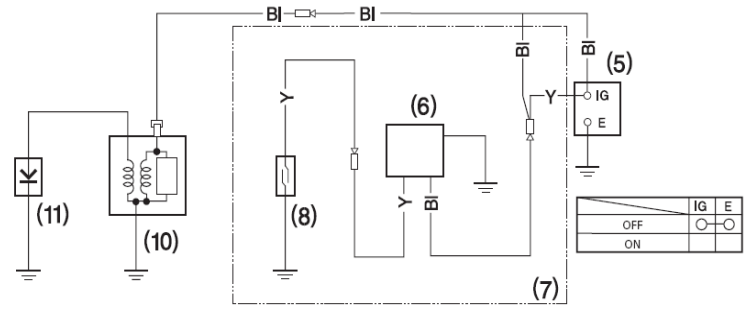 Bl Bl
Bl Bl (5)
Y (6) Y IG
E
(11) (10) (8) Y Bl
IG E
OFF
ON
(7)